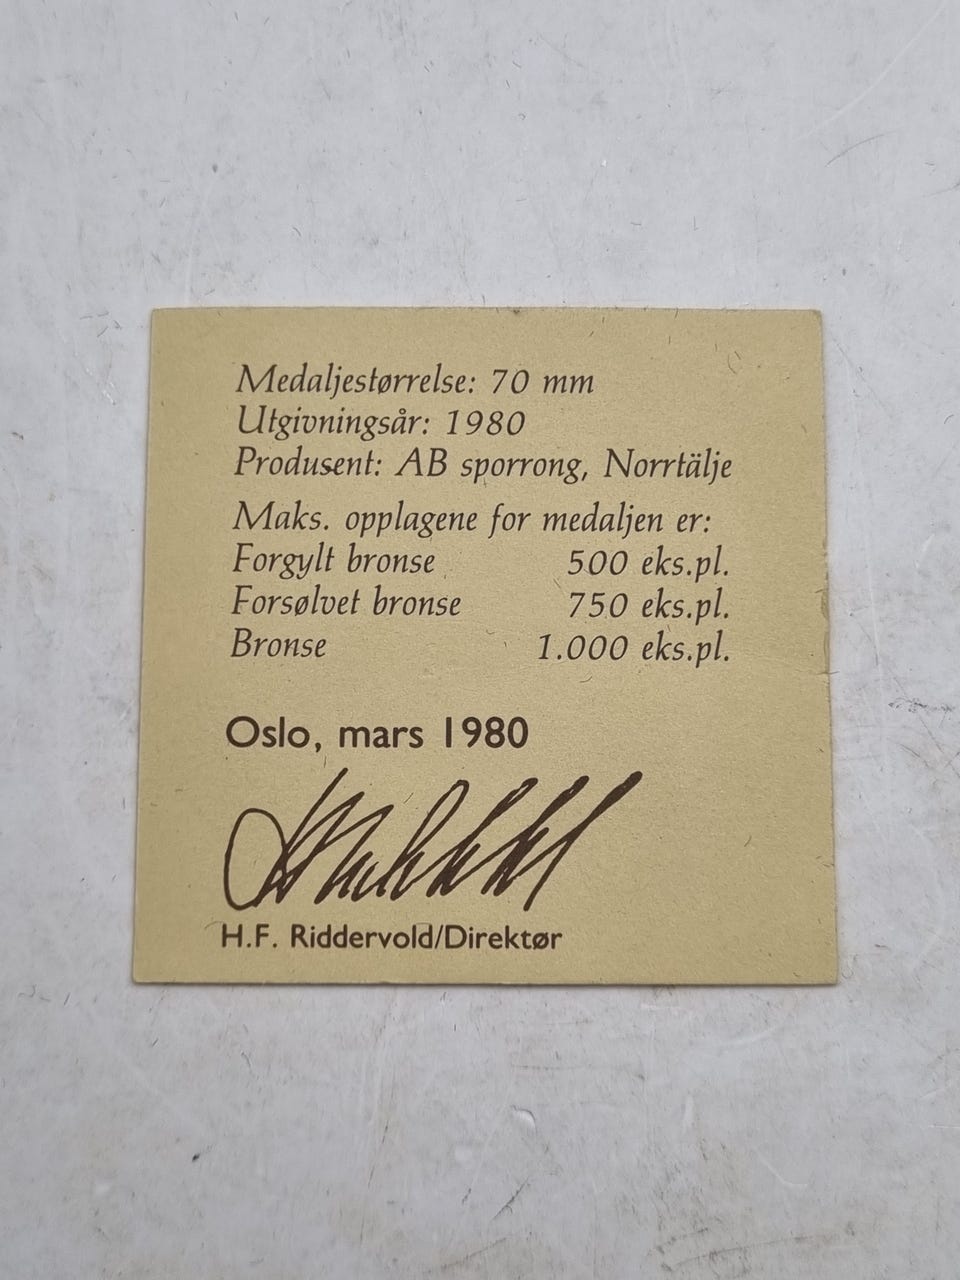 Medaljestørrelse: 70 mm
Utgivningsår: 1980
Produsent: AB sporrong, Norrtälje
Maks. opplagene for medaljen er:
Forgylt bronse 500 eks.pl.
Forsølvet bronse 750 eks.pl.
Bronse 1.000 eks.pl.
Oslo, mars 1980
H.F. Riddervold/Direktør